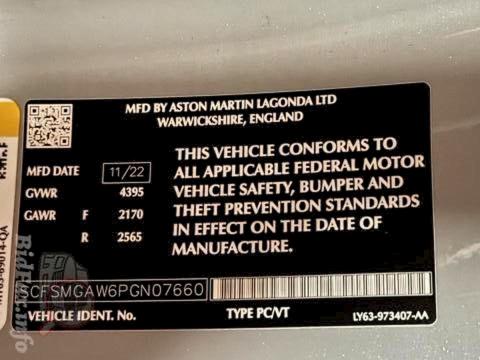 MFD BY ASTON MARTIN LAGONDA LTD
WARWICKSHIRE, ENGLAND
MFD DATE 11/22
GVWR 4395
GAWR F 2170
R 2565
THIS VEHICLE CONFORMS TO
ALL APPLICABLE FEDERAL MOTOR
VEHICLE SAFETY, BUMPER AND
THEFT PREVENTION STANDARDS
IN EFFECT ON THE DATE OF
MANUFACTURE.
SCFSMGAW6PGN07660
VEHICLE IDENT. No. TYPE PC/VT LY63-973407-AA
BidFax.info